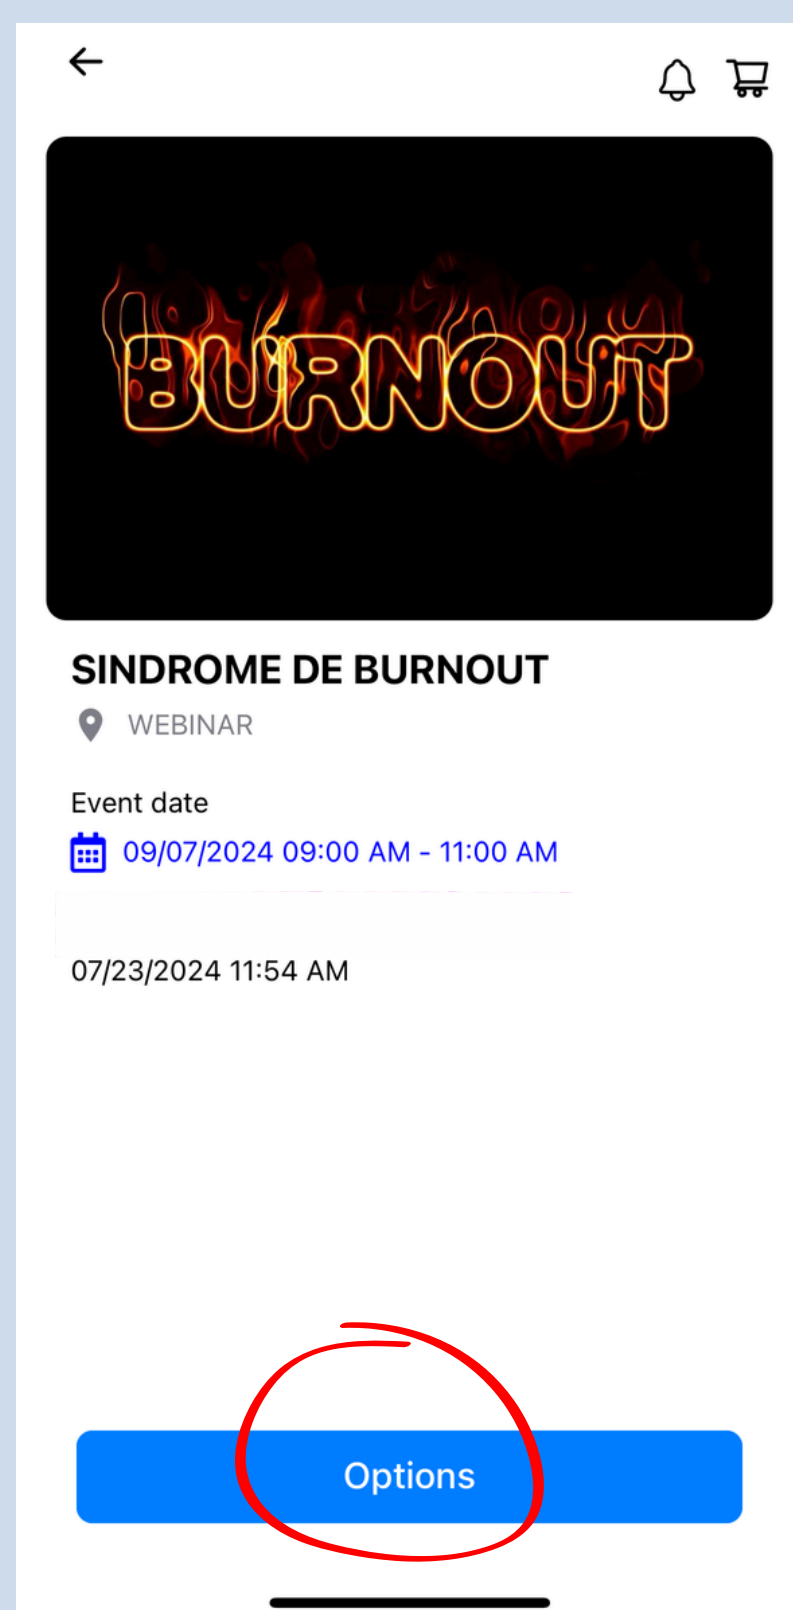 BURNOUT
SINDROME DE BURNOUT
WEBINAR
Event date
09/07/2024 09:00 AM - 11:00 AM
07/23/2024 11:54 AM
Options